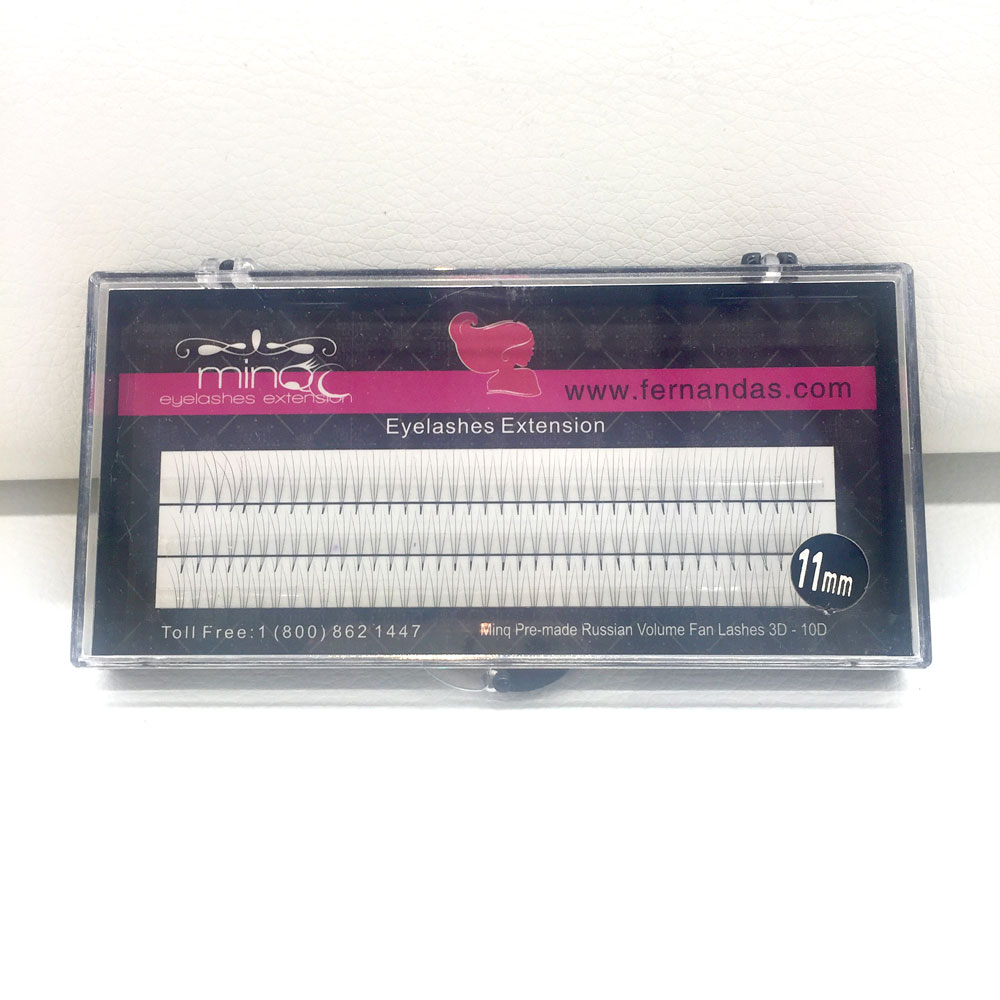 minq
eyelashes extension
www.fernandas.com
Eyelashes Extension
11mm
Toll Free:1 (800) 862 1447
Minq Pre-made Russian Volume Fan Lashes 3D - 10D